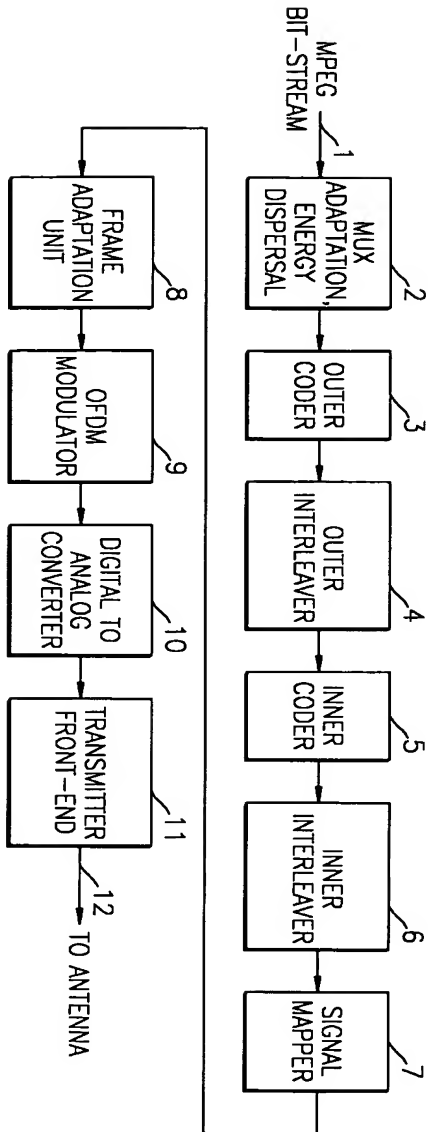 MPEG
BIT-STREAM
1
MUX
ADAPTATION,
ENERGY
DISPERSAL
2
OUTER
CODER
3
OUTER
INTERLEAVER
4
INNER
CODER
5
INNER
INTERLEAVER
6
SIGNAL
MAPPER
7
FRAME
ADAPTATION
UNIT
8
OFDM
MODULATOR
9
DIGITAL TO
ANALOG
CONVERTER
10
TRANSMITTER
FRONT-END
11
12
TO ANTENNA